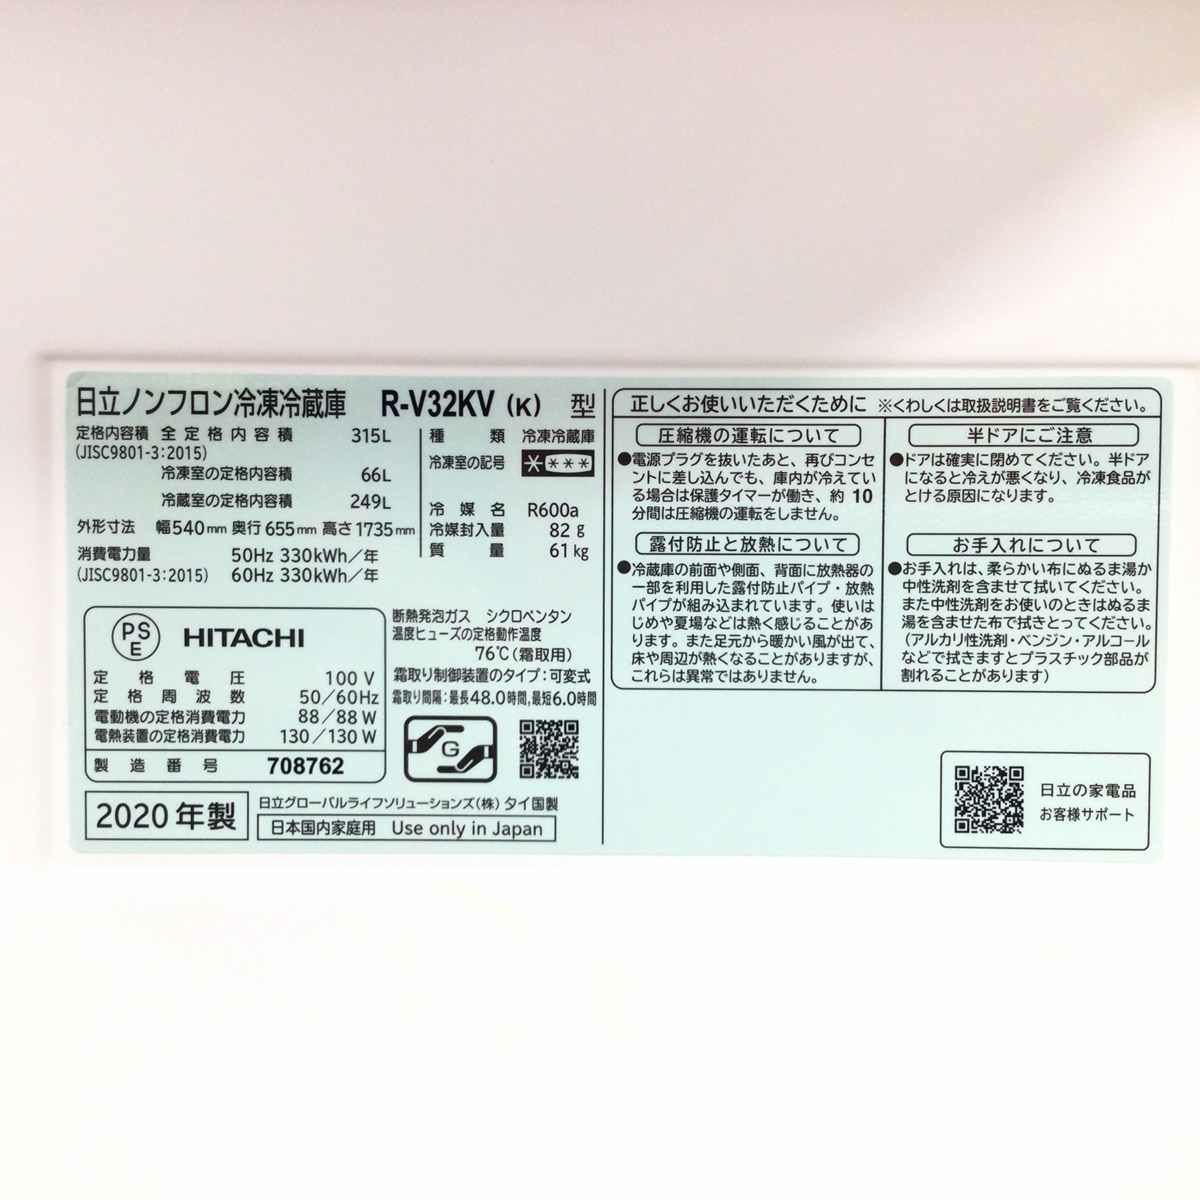 日立ノンフロン冷凍冷蔵庫 R-V32KV (K) 型
定格内容積 全定格内容積 315L
(JISC9801-3:2015)
冷凍室の定格内容積 66L
冷蔵室の定格内容積 249L
外形寸法 幅540mm 奥行655mm 高さ1735mm
消費電力量 50Hz 330kWh/年
(JISC9801-3:2015) 60Hz 330kWh/年
種類 冷凍冷蔵庫
冷凍室の記号 ****
冷媒名 R600a
冷媒封入量 82g
質量 61kg
PS
E
HITACHI
定格電圧 100V
定格周波数 50/60Hz
電動機の定格消費電力 88/88W
電熱装置の定格消費電力 130/130W
製造番号 708762
断熱発泡ガス シクロペンタン
温度ヒューズの定格動作温度
76℃(霜取用)
霜取り制御装置のタイプ:可変式
霜取り間隔:最長48.0時間,最短6.0時間
G
2020年製
日立グローバルライフソリューションズ(株) タイ国製
日本国内家庭用 Use only in Japan
正しくお使いいただくために ※くわしくは取扱説明書をご覧ください。
圧縮機の運転について
●電源プラグを抜いたあと、再びコンセ
ントに差し込んでも、庫内が冷えてい
る場合は保護タイマーが働き、約10
分間は圧縮機の運転をしません。
露付防止と放熱について
●冷蔵庫の前面や側面、背面に放熱器の
一部を利用した露付防止パイプ・放熱
パイプが組み込まれています。使いは
じめや夏場などは熱く感じることがあ
ります。また足元から暖かい風が出て、
床や周辺が熱くなることがありますが、
これらは異常ではありません。
半ドアにご注意
●ドアは確実に閉めてください。半ドア
になると冷えが悪くなり、冷凍食品が
とける原因になります。
お手入れについて
●お手入れは、柔らかい布にぬるま湯か
中性洗剤を含ませて拭いてください。
また中性洗剤をお使いのときはぬるま
湯を含ませた布で拭きとってください。
(アルカリ性洗剤・ベンジン・アルコール
などで拭きますとプラスチック部品が
割れることがあります)
日立の家電品
お客様サポート